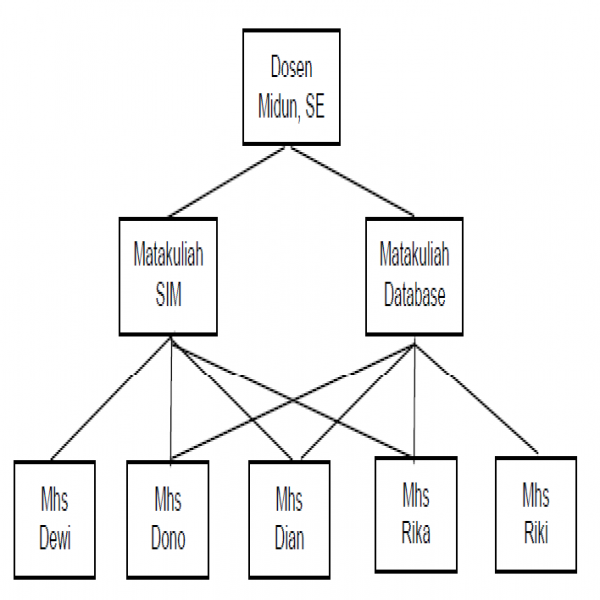 Dosen
Midun, SE
Matakuliah
SIM
Matakuliah
Database
Mhs
Dewi
Mhs
Dono
Mhs
Dian
Mhs
Rika
Mhs
Riki